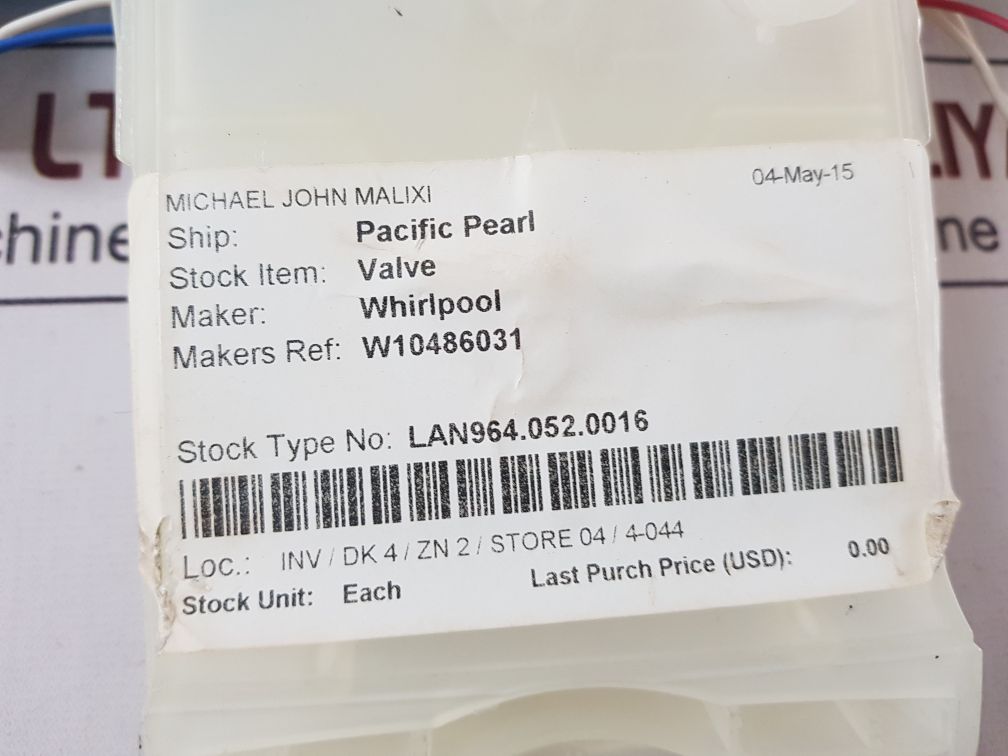 MICHAEL JOHN MALIXI 04-May-15
Ship: Pacific Pearl
Stock Item: Valve
Maker: Whirlpool
Makers Ref: W10486031
Stock Type No: LAN964.052.0016
Loc.: INV / DK 4 / ZN 2 / STORE 04 / 4-044
Stock Unit: Each Last Purch Price (USD): 0.00